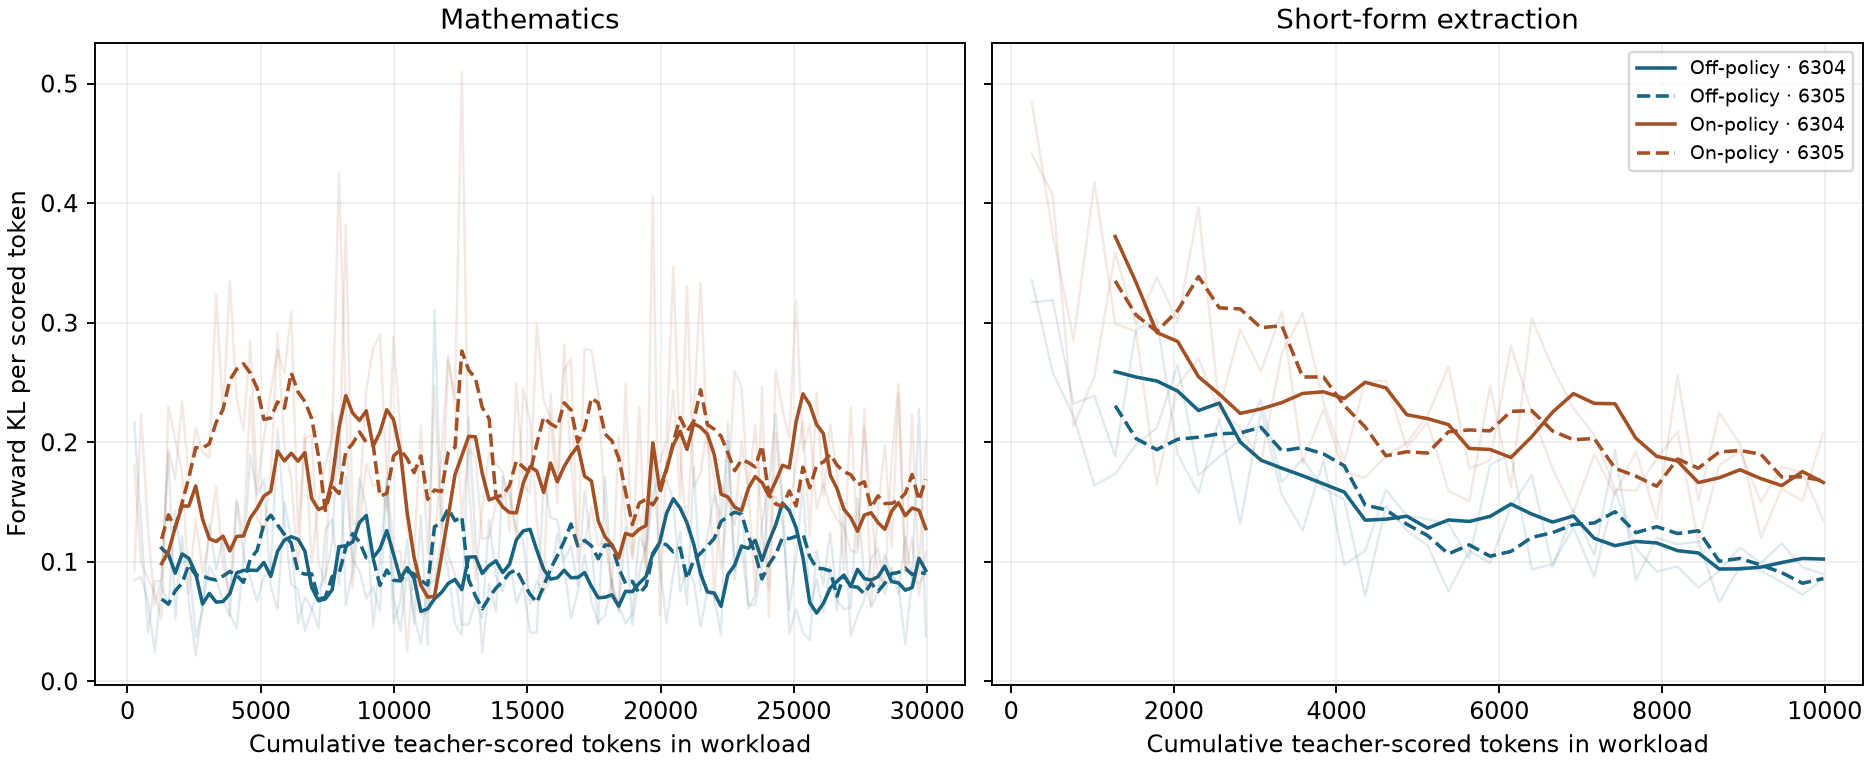 Mathematics
Short-form extraction
Forward KL per scored token
0.5
0.4
0.3
0.2
0.1
0.0
0 5000 10000 15000 20000 25000 30000
Cumulative teacher-scored tokens in workload
Off-policy · 6304
Off-policy · 6305
On-policy · 6304
On-policy · 6305
0 2000 4000 6000 8000 10000
Cumulative teacher-scored tokens in workload